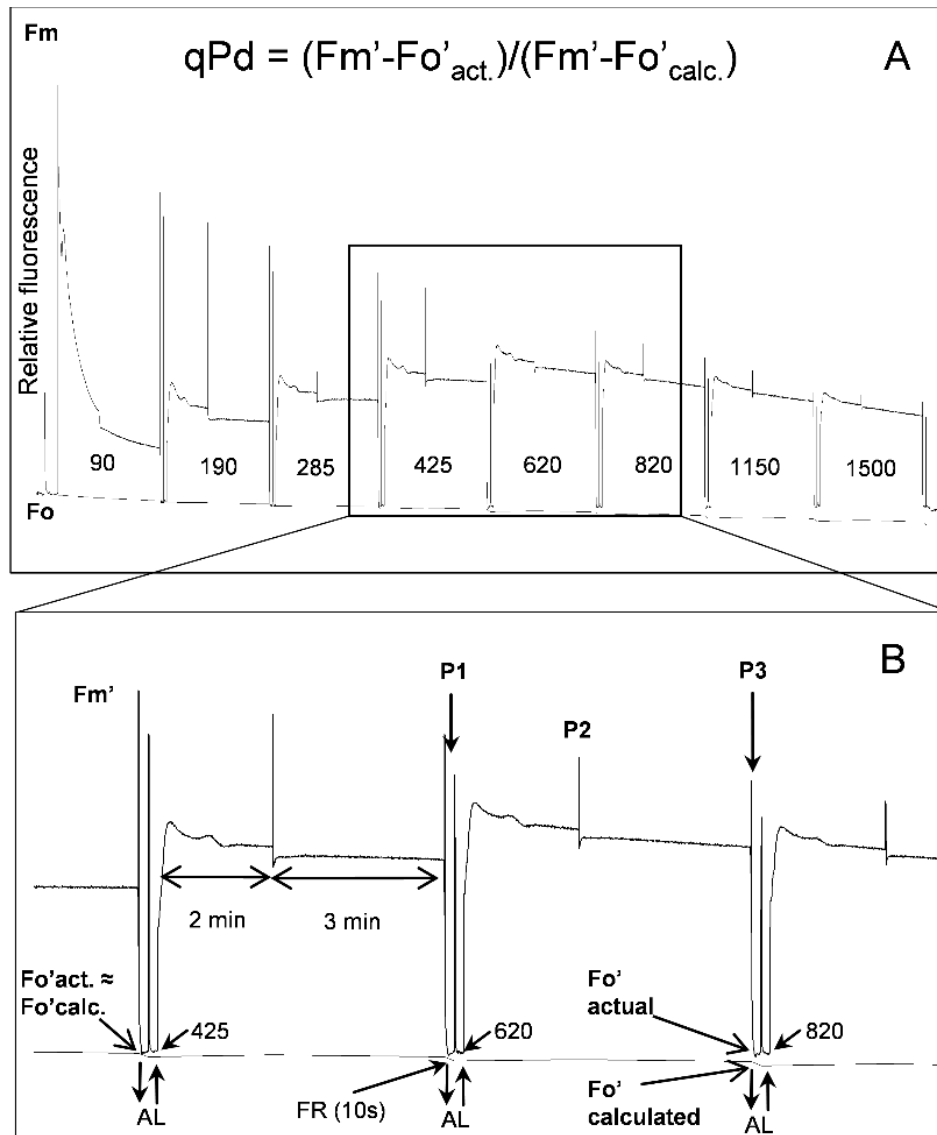 Fm
qPd = (Fm’-Fo’act.)/(Fm’-Fo’calc.)
A
Relative fluorescence
90
190
285
425
620
820
1150
1500
Fo
B
Fm’
P1
P2
P3
2 min
3 min
Fo’act. ≈
Fo’calc.
425
620
Fo’
actual
820
AL
FR (10s)
AL
Fo’
calculated
AL